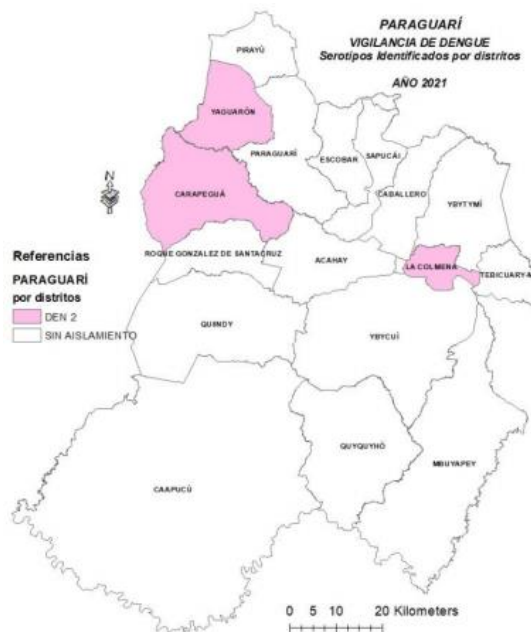 PARAGUARÍ
VIGILANCIA DE DENGUE
Serotipos Identificados por distritos
AÑO 2021
PIRAYÚ
YAGUARÓN
PARAGUARÍ
ESCOBAR
SAPUCÁI
CABALLERO
YBYTYMÍ
N
CARAPEGUÁ
ROQUE GONZALEZ DE SANTACRUZ
ACAHAY
LA COLMENA
TEBICUARY-M
Referencias
PARAGUARÍ
por distritos
DEN 2
SIN AISLAMIENTO
QUIINDY
YBYCUÍ
CAAPUCÚ
QUYQUYHÓ
MBUYAPEY
0 5 10 20 Kilometers